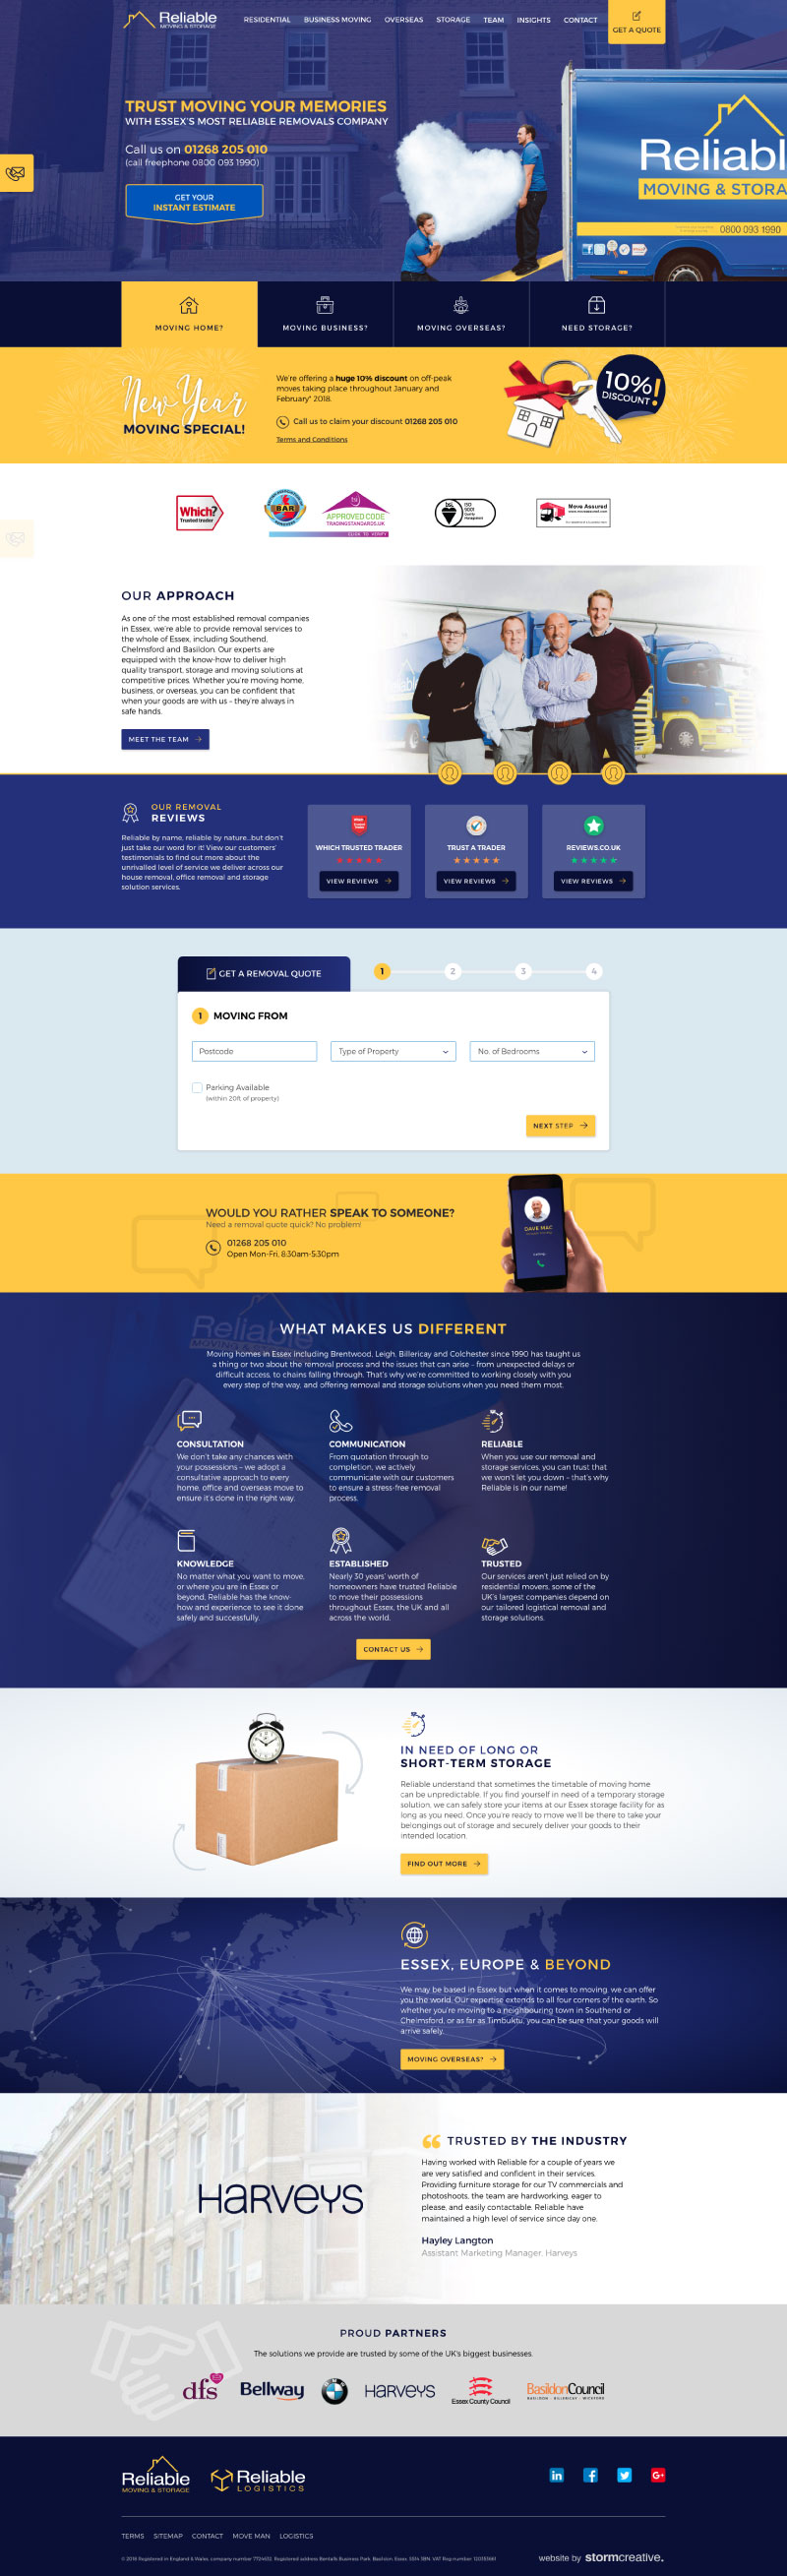 Reliable
MOVING & STORAGE
RESIDENTIAL BUSINESS MOVING OVERSEAS STORAGE TEAM INSIGHTS CONTACT
GET A QUOTE
TRUST MOVING YOUR MEMORIES
WITH ESSEX'S MOST RELIABLE REMOVALS COMPANY
Call us on 01268 205 010
(call freephone 0800 093 1990)
GET YOUR
INSTANT ESTIMATE
Reliabl
MOVING & STORA
0800 093 1990
MOVING HOME?
MOVING BUSINESS?
MOVING OVERSEAS?
NEED STORAGE?
New Year
MOVING SPECIAL!
We're offering a huge 10% discount on off-peak
moves taking place throughout January and
February* 2018.
Call us to claim your discount 01268 205 010
Terms and Conditions
10%!
DISCOUNT
Which?
Trusted trader
BAR
tsi
APPROVED CODE
TRADINGSTANDARDS.UK
CLICK TO VERIFY
ISO
9001
Quality
Management
Move Assured
OUR APPROACH
As one of the most established removal companies
in Essex, we're able to provide removal services to
the whole of Essex, including Southend,
Chelmsford and Basildon. Our experts are
equipped with the know-how to deliver high
quality transport, storage and moving solutions at
competitive prices. Whether you're moving home,
business, or overseas, you can be confident that
when your goods are with us - they're always in
safe hands.
MEET THE TEAM
OUR REMOVAL
REVIEWS
Reliable by name, reliable by nature...but don't
just take our word for it! View our customers'
testimonials to find out more about the
unrivalled level of service we deliver across our
house removal, office removal and storage
solution services.
WHICH TRUSTED TRADER
VIEW REVIEWS
TRUST A TRADER
VIEW REVIEWS
REVIEWS.CO.UK
VIEW REVIEWS
GET A REMOVAL QUOTE
1 2 3 4
1 MOVING FROM
Postcode
Type of Property
No. of Bedrooms
Parking Available
(within 20ft of property)
NEXT STEP
WOULD YOU RATHER SPEAK TO SOMEONE?
Need a removal quote quick? No problem!
01268 205 010
Open Mon-Fri, 8:30am-5:30pm
DAVE MAC
WHAT MAKES US DIFFERENT
Moving homes in Essex including Brentwood, Leigh, Billericay and Colchester since 1990 has taught us
a thing or two about the removal process and the issues that can arise - from unexpected delays or
difficult access, to chains falling through. That's why we're committed to working closely with you
every step of the way, and offering removal and storage solutions when you need them most.
CONSULTATION
We don't take any chances with
your possessions – we adopt a
consultative approach to every
home, office and overseas move to
ensure it's done in the right way.
COMMUNICATION
From quotation through to
completion, we actively
communicate with our customers
to ensure a stress-free removal
process.
RELIABLE
When you use our removal and
storage services, you can trust that
we won't let you down – that's why
Reliable is in our name!
KNOWLEDGE
No matter what you want to move,
or where you are in Essex or
beyond, Reliable has the know-
how and experience to see it done
safely and successfully.
ESTABLISHED
Nearly 30 years' worth of
homeowners have trusted Reliable
to move their possessions
throughout Essex, the UK and all
across the world.
TRUSTED
Our services aren't just relied on by
residential movers, some of the
UK's largest companies depend on
our tailored logistical removal and
storage solutions.
CONTACT US
IN NEED OF LONG OR
SHORT-TERM STORAGE
Reliable understand that sometimes the timetable of moving home
can be unpredictable. If you find yourself in need of a temporary storage
solution, we can safely store your items at our Essex storage facility for as
long as you need. Once you're ready to move we'll be there to take your
belongings out of storage and securely deliver your goods to their
intended location.
FIND OUT MORE
ESSEX, EUROPE & BEYOND
We may be based in Essex but when it comes to moving, we can offer
you the world. Our expertise extends to all four corners of the earth. So
whether you're moving to a neighbouring town in Southend or
Chelmsford, or as far as Timbuktu, you can be sure that your goods will
arrive safely.
MOVING OVERSEAS?
HARVEYS
TRUSTED BY THE INDUSTRY
Having worked with Reliable for a couple of years we
are very satisfied and confident in their services.
Providing furniture storage for our TV commercials and
photoshoots, the team are hardworking, eager to
please, and easily contactable. Reliable have
maintained a high level of service since day one.
Hayley Langton
Assistant Marketing Manager, Harveys
PROUD PARTNERS
The solutions we provide are trusted by some of the UK's biggest businesses.
dfs
Bellway
BMW
HARVEYS
Essex County Council
BasildonCouncil
BASILDON · BILLERICAY · WICKFORD
Reliable
MOVING & STORAGE
Reliable
LOGISTICS
TERMS SITEMAP CONTACT MOVE MAN LOGISTICS
website by stormcreative.